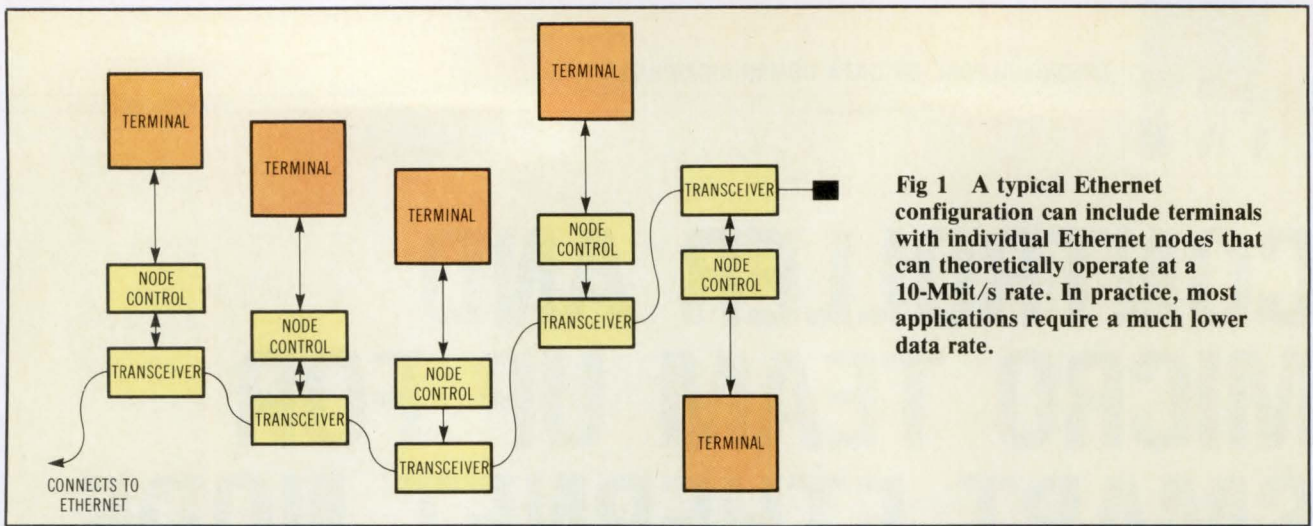 TERMINAL
NODE
CONTROL
TRANSCEIVER
CONNECTS TO
ETHERNET
TERMINAL
NODE
CONTROL
TRANSCEIVER
TERMINAL
NODE
CONTROL
TRANSCEIVER
TERMINAL
NODE
CONTROL
TRANSCEIVER
TRANSCEIVER
NODE
CONTROL
TERMINAL
Fig 1 A typical Ethernet
configuration can include terminals
with individual Ethernet nodes that
can theoretically operate at a
10-Mbit/s rate. In practice, most
applications require a much lower
data rate.